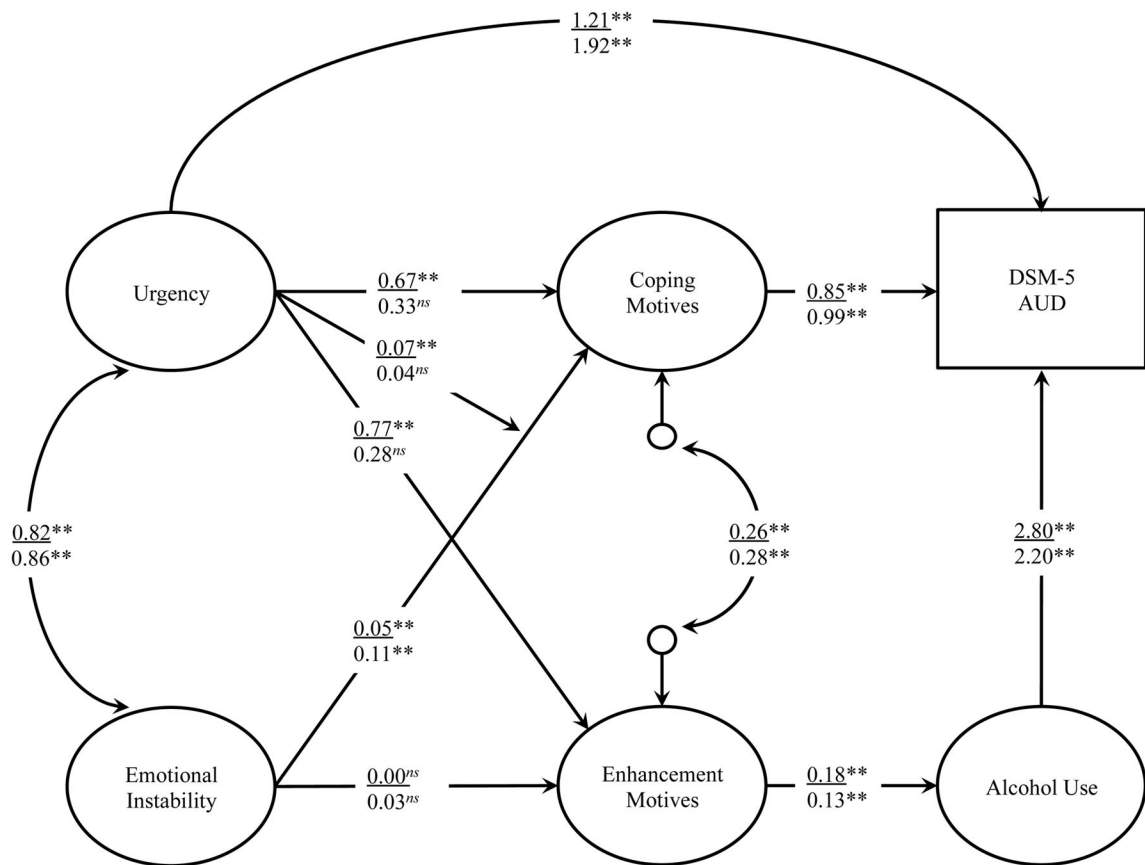 1.21**
1.92**
Urgency
0.67**
0.33ns
Coping
Motives
0.85**
0.99**
DSM-5
AUD
0.07**
0.04ns
0.77**
0.28ns
0.82**
0.86**
0.26**
0.28**
2.80**
2.20**
0.05**
0.11**
Emotional
Instability
0.00ns
0.03ns
Enhancement
Motives
0.18**
0.13**
Alcohol Use